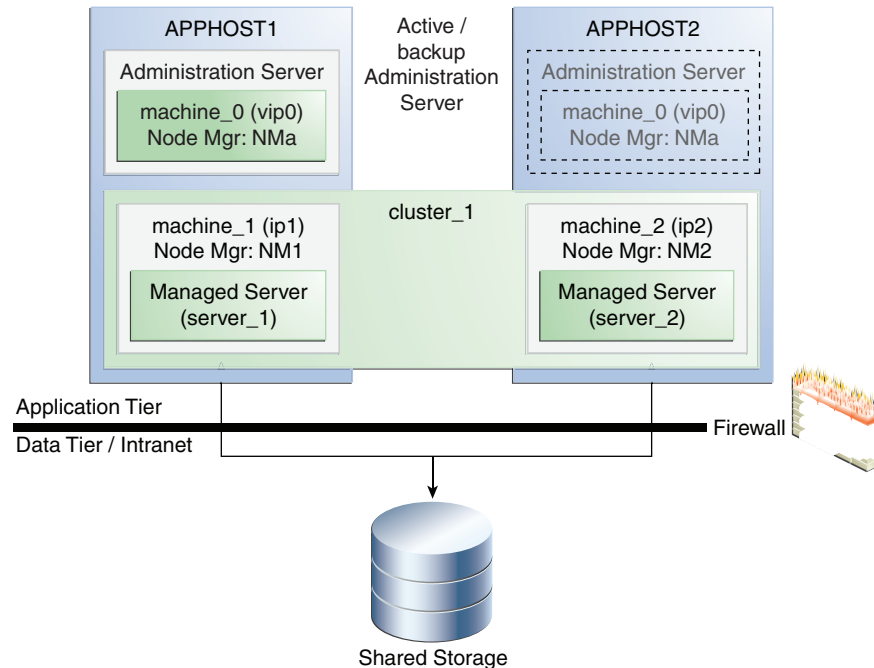 APPHOST1
Administration Server
machine_0 (vip0)
Node Mgr: NMa
Active /
backup
Administration
Server
APPHOST2
Administration Server
machine_0 (vip0)
Node Mgr: NMa
cluster_1
machine_1 (ip1)
Node Mgr: NM1
Managed Server
(server_1)
machine_2 (ip2)
Node Mgr: NM2
Managed Server
(server_2)
Application Tier
Firewall
Data Tier / Intranet
Shared Storage